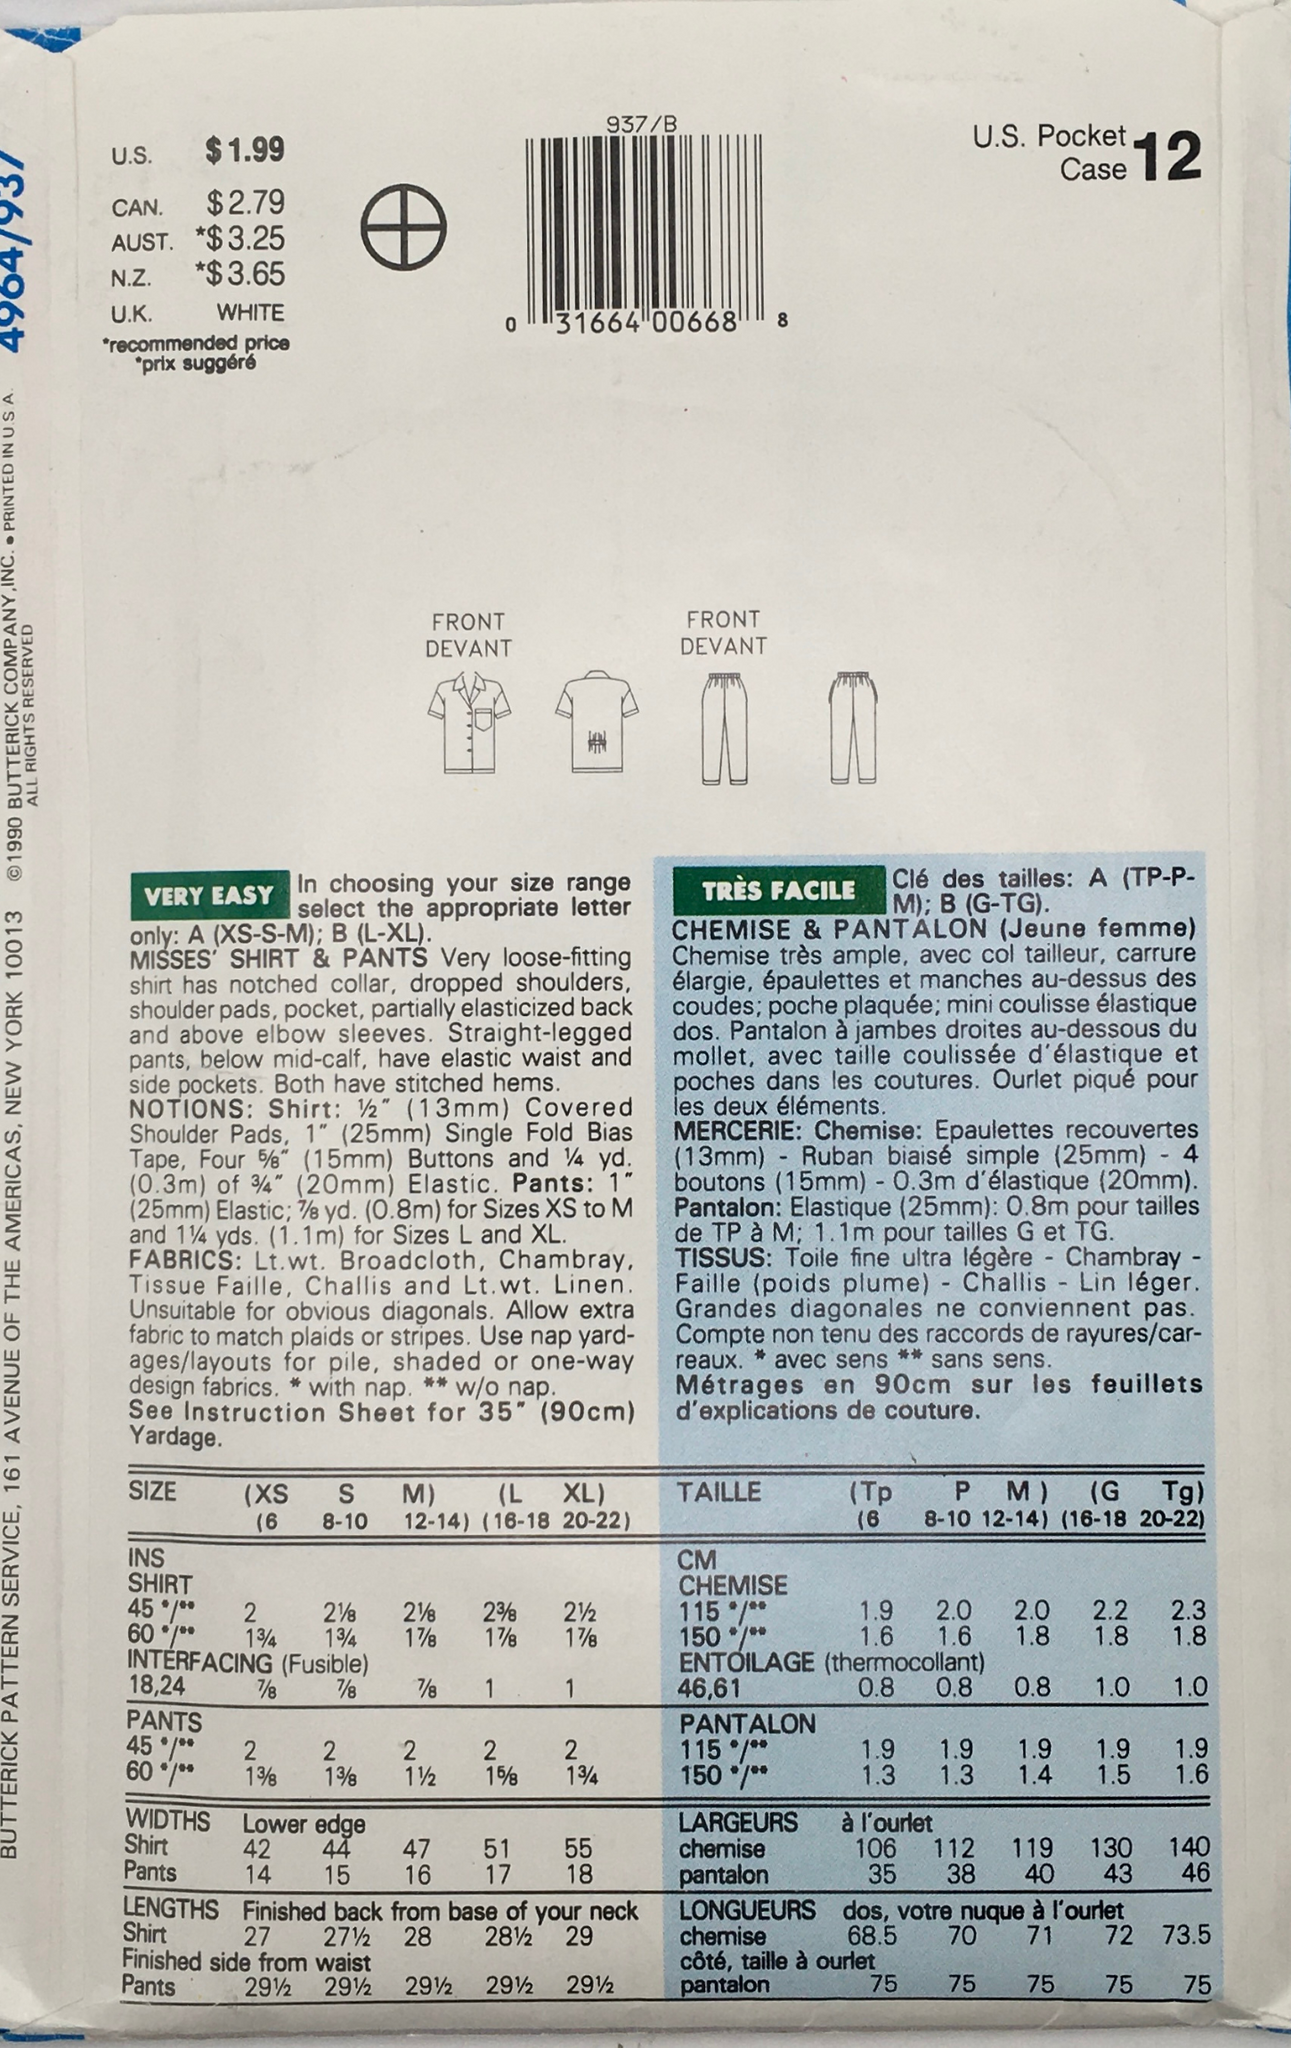 4964/937
BUTTERICK PATTERN SERVICE, 161 AVENUE OF THE AMERICAS, NEW YORK 10013 ©1990 BUTTERICK COMPANY, INC. • PRINTED IN U S A
ALL RIGHTS RESERVED
U.S. $1.99
CAN. $2.79
AUST. *$3.25
N.Z. *$3.65
U.K. WHITE
*recommended price
*prix suggéré
937/B
0 31664 00668 8
U.S. Pocket
Case 12
FRONT
DEVANT
FRONT
DEVANT
VERY EASY In choosing your size range
select the appropriate letter
only: A (XS-S-M); B (L-XL).
MISSES' SHIRT & PANTS Very loose-fitting
shirt has notched collar, dropped shoulders,
shoulder pads, pocket, partially elasticized back
and above elbow sleeves. Straight-legged
pants, below mid-calf, have elastic waist and
side pockets. Both have stitched hems.
NOTIONS: Shirt: ½" (13mm) Covered
Shoulder Pads, 1" (25mm) Single Fold Bias
Tape, Four ⅝" (15mm) Buttons and ¼ yd.
(0.3m) of ¾" (20mm) Elastic. Pants: 1"
(25mm) Elastic; ⅞ yd. (0.8m) for Sizes XS to M
and 1¼ yds. (1.1m) for Sizes L and XL.
FABRICS: Lt.wt. Broadcloth, Chambray,
Tissue Faille, Challis and Lt.wt. Linen.
Unsuitable for obvious diagonals. Allow extra
fabric to match plaids or stripes. Use nap yard-
ages/layouts for pile, shaded or one-way
design fabrics. * with nap. ** w/o nap.
See Instruction Sheet for 35" (90cm)
Yardage.
TRÈS FACILE Clé des tailles: A (TP-P-
M); B (G-TG).
CHEMISE & PANTALON (Jeune femme)
Chemise très ample, avec col tailleur, carrure
élargie, épaulettes et manches au-dessus des
coudes; poche plaquée; mini coulisse élastique
dos. Pantalon à jambes droites au-dessous du
mollet, avec taille coulissée d'élastique et
poches dans les coutures. Ourlet piqué pour
les deux éléments.
MERCERIE: Chemise: Epaulettes recouvertes
(13mm) - Ruban biaisé simple (25mm) - 4
boutons (15mm) - 0.3m d'élastique (20mm).
Pantalon: Elastique (25mm): 0.8m pour tailles
de TP à M; 1.1m pour tailles G et TG.
TISSUS: Toile fine ultra légère - Chambray -
Faille (poids plume) - Challis - Lin léger.
Grandes diagonales ne conviennent pas.
Compte non tenu des raccords de rayures/car-
reaux. * avec sens ** sans sens.
Métrages en 90cm sur les feuillets
d'explications de couture.
SIZE (XS S M) (L XL)
(6 8-10 12-14) (16-18 20-22)
INS
SHIRT
45 */** 2 2⅛ 2⅛ 2⅜ 2½
60 */** 1¾ 1¾ 1⅞ 1⅞ 1⅞
INTERFACING (Fusible)
18,24 ⅞ ⅞ ⅞ 1 1
PANTS
45 */** 2 2 2 2 2
60 */** 1⅜ 1⅜ 1½ 1⅝ 1¾
WIDTHS Lower edge
Shirt 42 44 47 51 55
Pants 14 15 16 17 18
LENGTHS Finished back from base of your neck
Shirt 27 27½ 28 28½ 29
Finished side from waist
Pants 29½ 29½ 29½ 29½ 29½
TAILLE (Tp P M) (G Tg)
(6 8-10 12-14) (16-18 20-22)
CM
CHEMISE
115 */** 1.9 2.0 2.0 2.2 2.3
150 */** 1.6 1.6 1.8 1.8 1.8
ENTOILAGE (thermocollant)
46,61 0.8 0.8 0.8 1.0 1.0
PANTALON
115 */** 1.9 1.9 1.9 1.9 1.9
150 */** 1.3 1.3 1.4 1.5 1.6
LARGEURS à l'ourlet
chemise 106 112 119 130 140
pantalon 35 38 40 43 46
LONGUEURS dos, votre nuque à l'ourlet
chemise 68.5 70 71 72 73.5
côté, taille à ourlet
pantalon 75 75 75 75 75